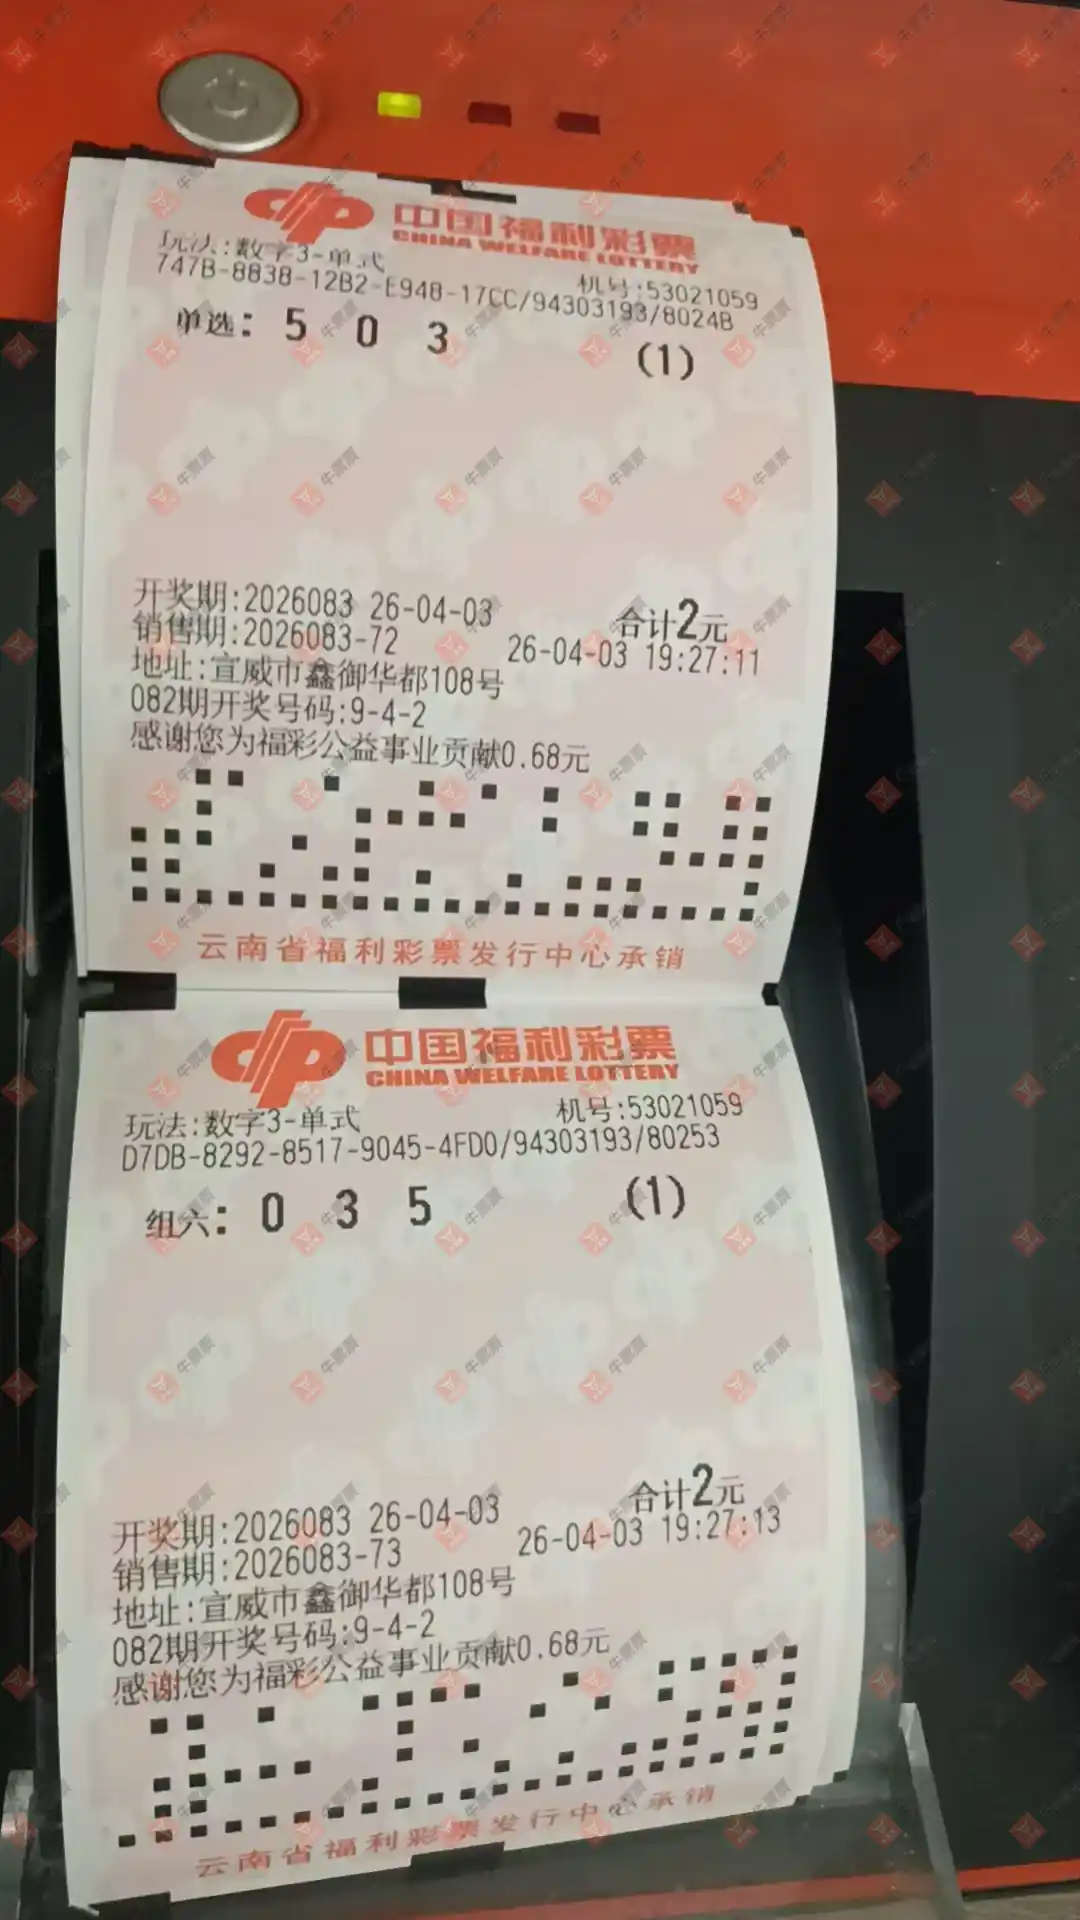 中国福利彩票
CHINA WELFARE LOTTERY
玩法:数字3-单式
机号:53021059
747B-8838-12B2-E948-17CC/94303193/8024B
单选: 5 0 3 (1)
开奖期:2026083 26-04-03
合计2元
销售期:2026083-72
26-04-03 19:27:11
地址:宣威市鑫御华都108号
082期开奖号码:9-4-2
感谢您为福彩公益事业贡献0.68元
云南省福利彩票发行中心承销
中国福利彩票
CHINA WELFARE LOTTERY
玩法:数字3-单式
机号:53021059
D7DB-8292-8517-9045-4FD0/94303193/80253
组六: 0 3 5 (1)
合计2元
开奖期:2026083 26-04-03
26-04-03 19:27:13
销售期:2026083-73
地址:宣威市鑫御华都108号
082期开奖号码:9-4-2
感谢您为福彩公益事业贡献0.68元
云南省福利彩票发行中心承销
牛票票